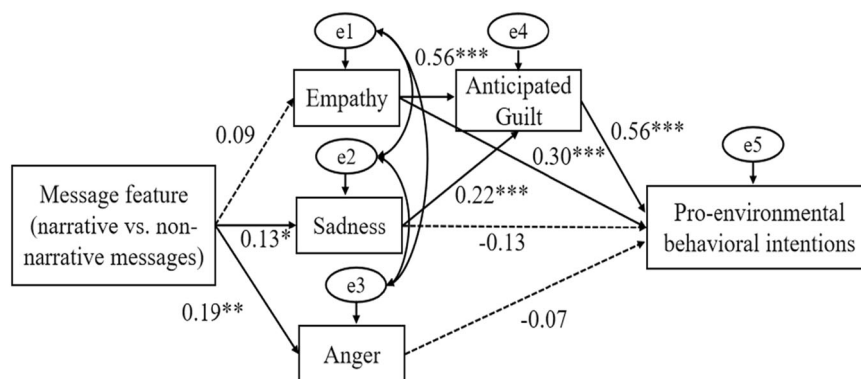 e1
e4
0.56***
Empathy
Anticipated
Guilt
0.09
0.56***
e2
0.30***
e5
Message feature
(narrative vs. non-
narrative messages)
0.22***
Sadness
0.13*
-0.13
Pro-environmental
behavioral intentions
e3
0.19**
-0.07
Anger